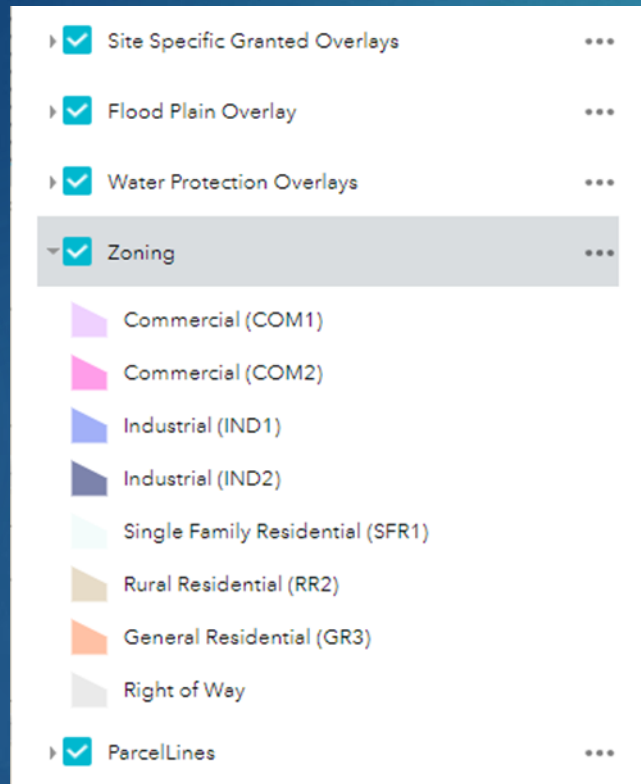 Site Specific Granted Overlays
Flood Plain Overlay
Water Protection Overlays
Zoning
Commercial (COM1)
Commercial (COM2)
Industrial (IND1)
Industrial (IND2)
Single Family Residential (SFR1)
Rural Residential (RR2)
General Residential (GR3)
Right of Way
ParcelLines